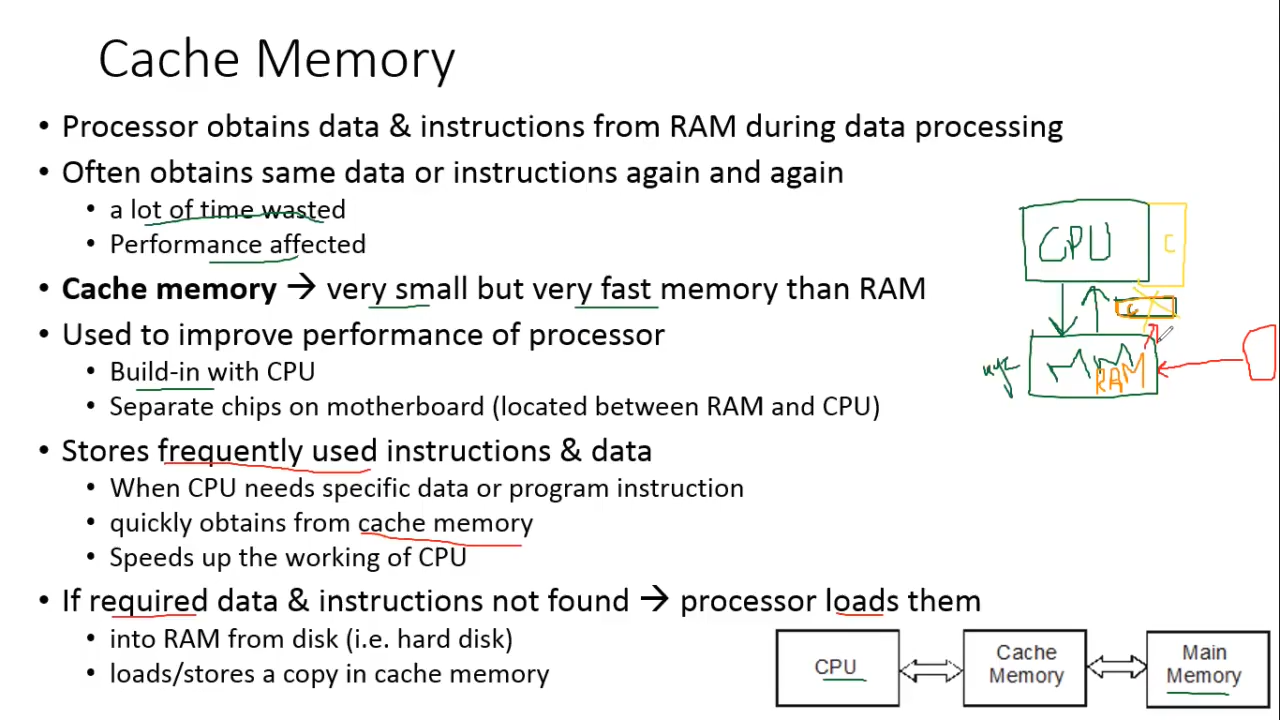 Cache Memory
• Processor obtains data & instructions from RAM during data processing
• Often obtains same data or instructions again and again
• a lot of time wasted
• Performance affected
• Cache memory → very small but very fast memory than RAM
• Used to improve performance of processor
• Build-in with CPU
• Separate chips on motherboard (located between RAM and CPU)
• Stores frequently used instructions & data
• When CPU needs specific data or program instruction
• quickly obtains from cache memory
• Speeds up the working of CPU
• If required data & instructions not found → processor loads them
• into RAM from disk (i.e. hard disk)
• loads/stores a copy in cache memory
CPU
C
C
MM
RAM
xyz
CPU
Cache
Memory
Main
Memory